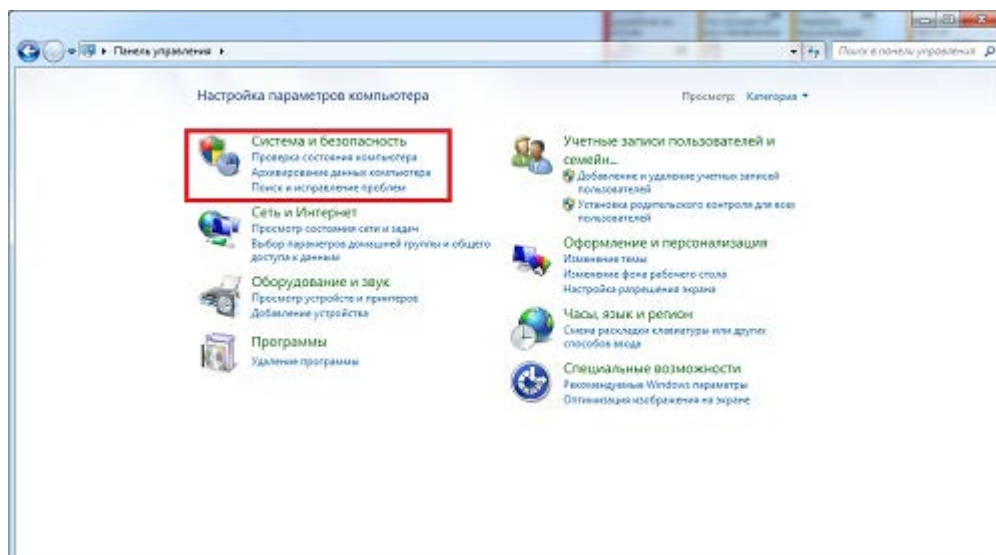 Панель управления
Поиск в панели управления
Настройка параметров компьютера
Просмотр: Категория
Система и безопасность
Проверка состояния компьютера
Архивирование данных компьютера
Поиск и исправление проблем
Сеть и Интернет
Просмотр состояния сети и задач
Выбор параметров домашней группы и общего
доступа к данным
Оборудование и звук
Просмотр устройств и принтеров
Добавление устройства
Программы
Удаление программы
Учетные записи пользователей и
семейн...
Добавление и удаление учетных записей
пользователей
Установка родительского контроля для всех
пользователей
Оформление и персонализация
Изменение темы
Изменение фона рабочего стола
Настройка разрешения экрана
Часы, язык и регион
Смена раскладки клавиатуры или других
способов ввода
Специальные возможности
Рекомендуемые Windows параметры
Оптимизация изображения на экране